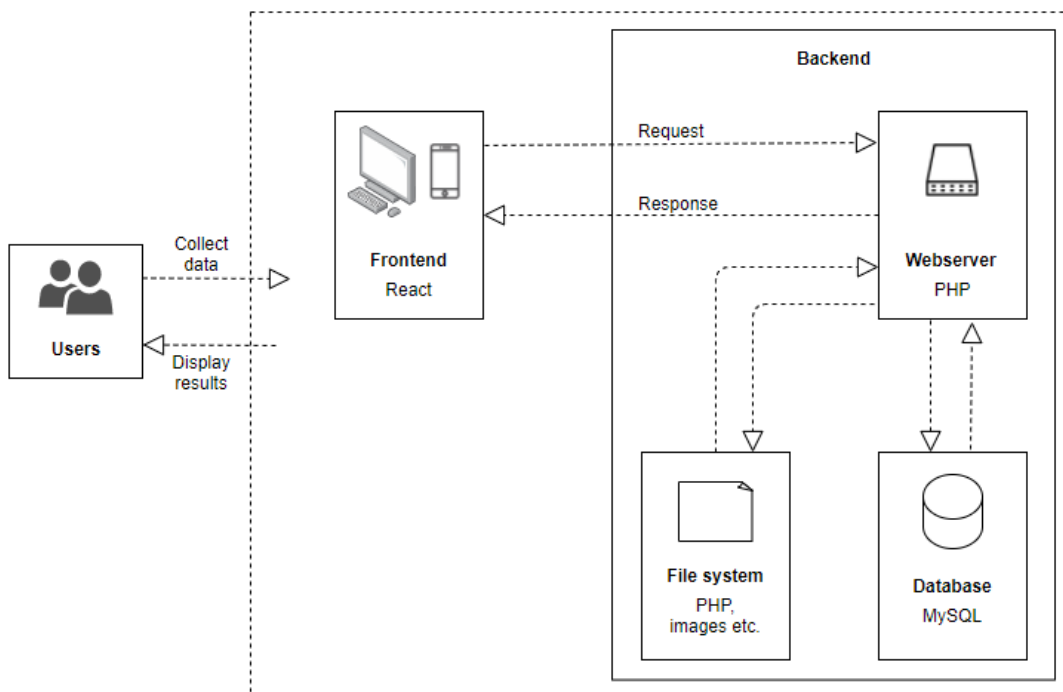 Backend
Request
Response
Frontend
React
Webserver
PHP
Collect
data
Users
Display
results
File system
PHP,
images etc.
Database
MySQL